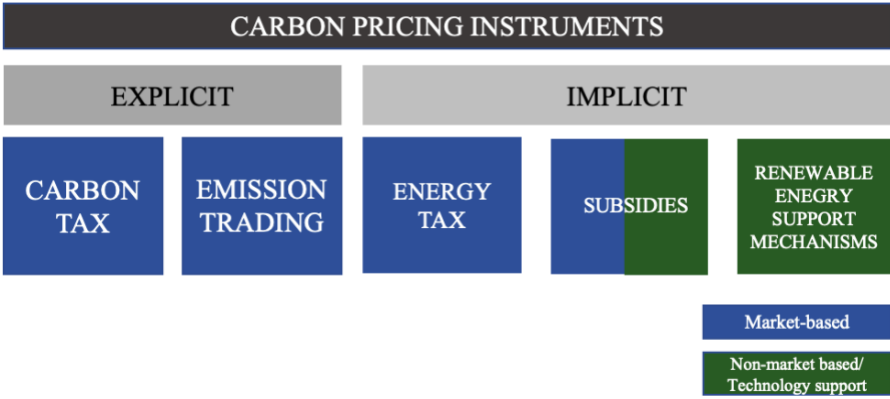 CARBON PRICING INSTRUMENTS
EXPLICIT
IMPLICIT
CARBON
TAX
EMISSION
TRADING
ENERGY
TAX
SUBSIDIES
RENEWABLE
ENEGRY
SUPPORT
MECHANISMS
Market-based
Non-market based/
Technology support